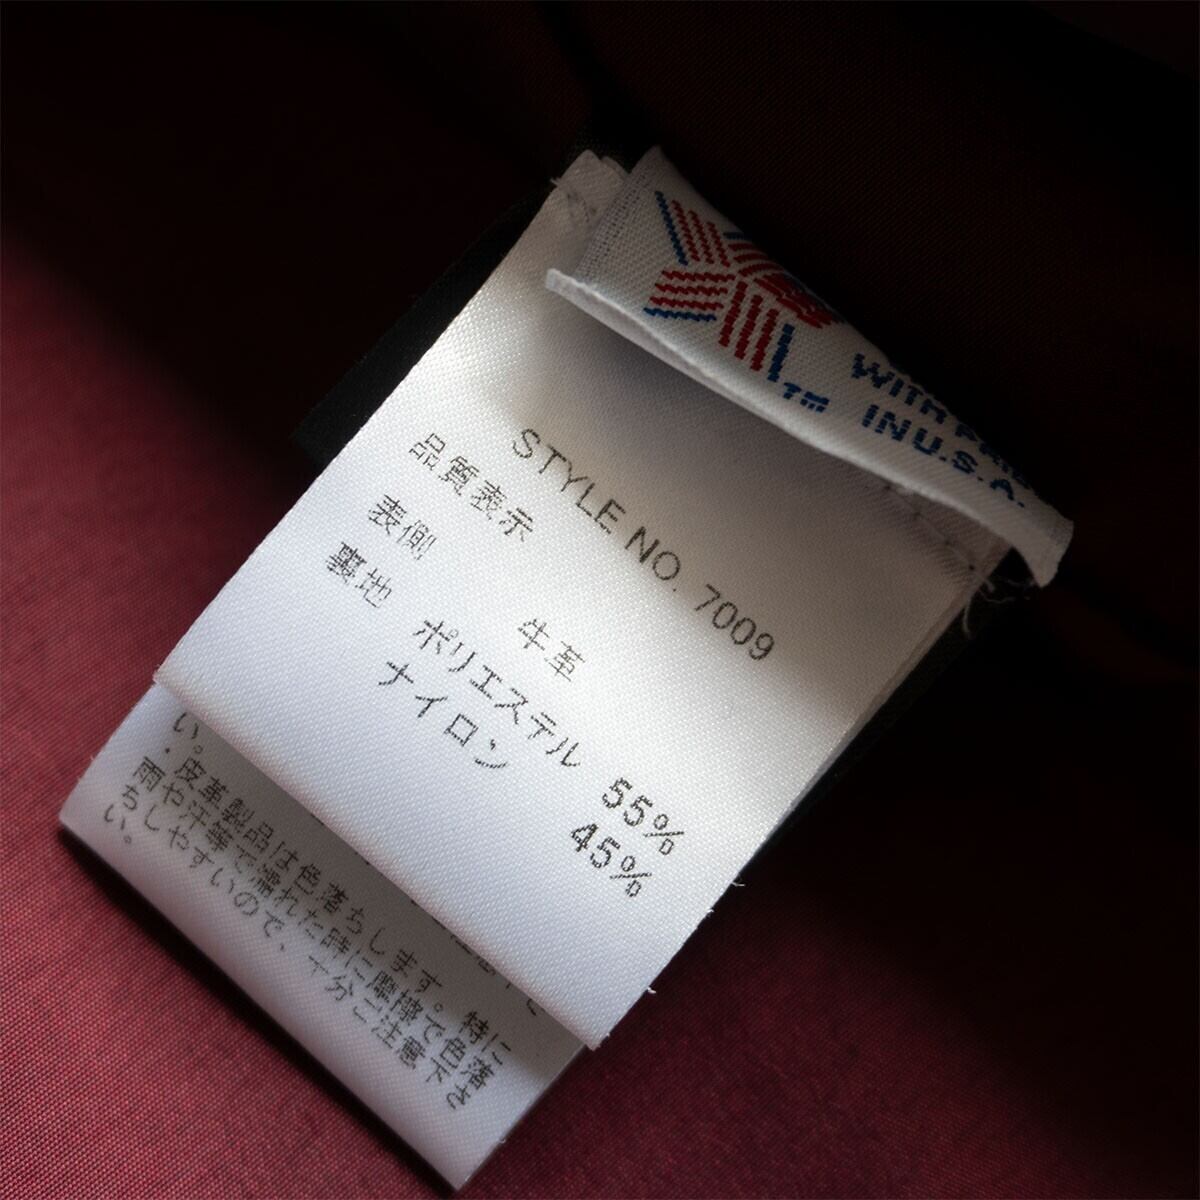 TM
WITH
IN U.S.A.
STYLE NO. 7009
品質表示
表側 牛革
裏地 ポリエステル 55%
ナイロン 45%
い。
・皮革製品は色落ちします。特に
雨や汗等で濡れた時に摩擦で色落
ちしやすいので、十分ご注意下さ
い。